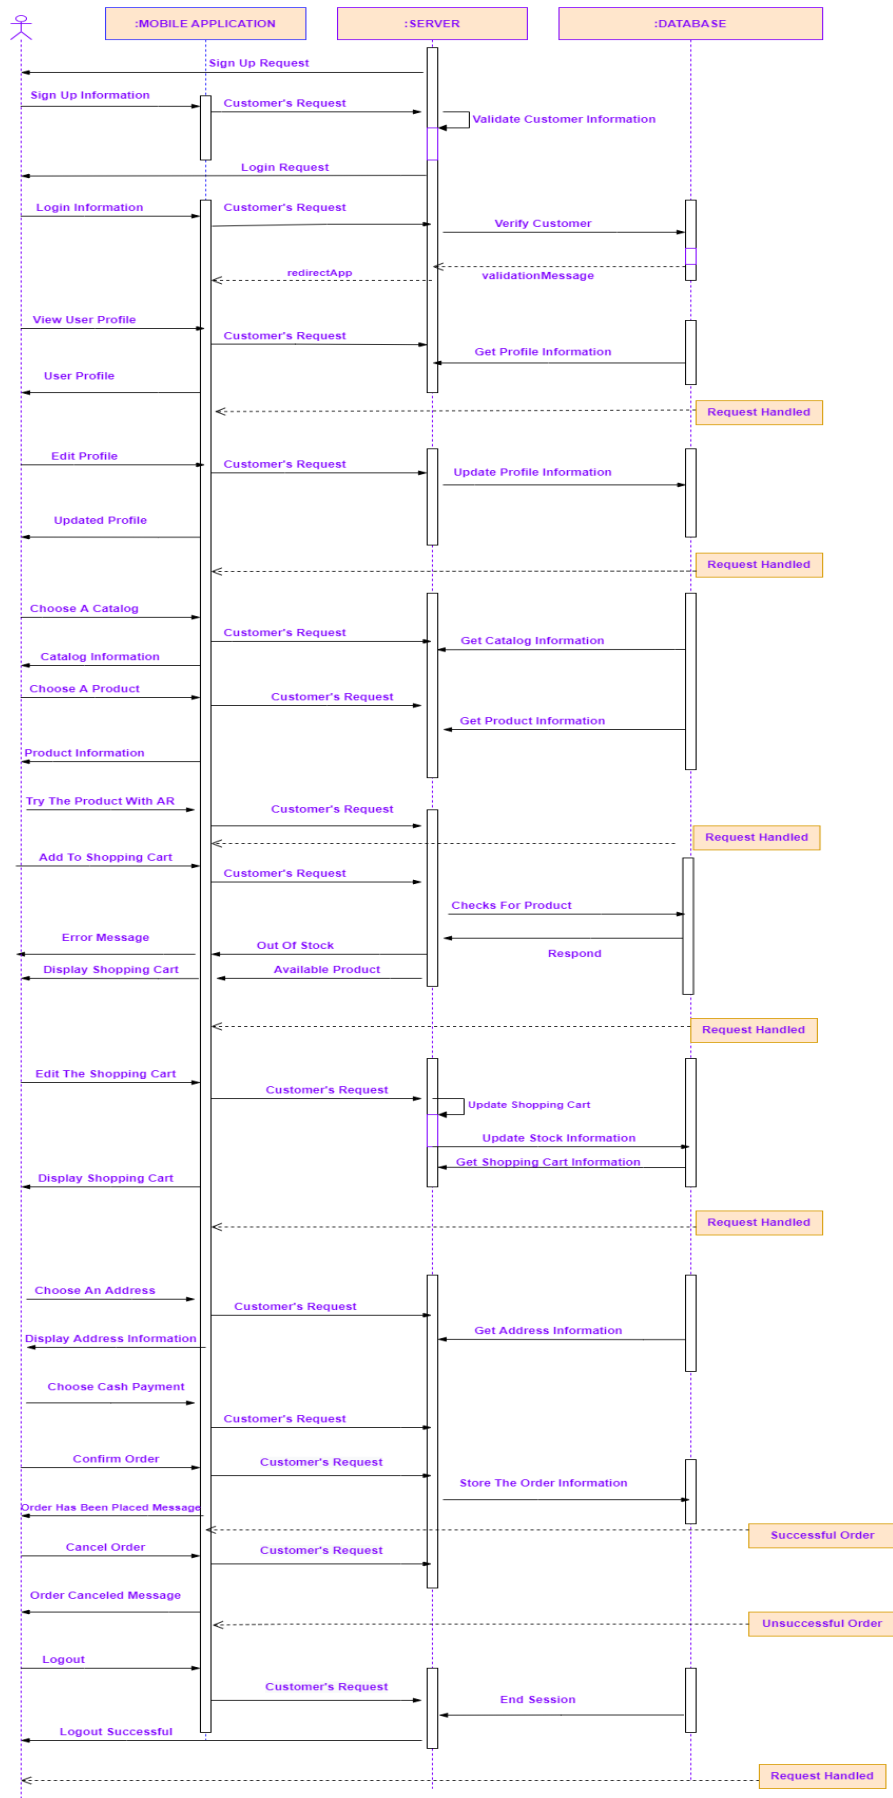 :MOBILE APPLICATION
:SERVER
:DATABASE
Sign Up Request
Sign Up Information
Customer's Request
Validate Customer Information
Login Request
Login Information
Customer's Request
Verify Customer
redirectApp
validationMessage
View User Profile
Customer's Request
Get Profile Information
User Profile
Request Handled
Edit Profile
Customer's Request
Update Profile Information
Updated Profile
Request Handled
Choose A Catalog
Customer's Request
Get Catalog Information
Catalog Information
Choose A Product
Customer's Request
Get Product Information
Product Information
Try The Product With AR
Customer's Request
Request Handled
Add To Shopping Cart
Customer's Request
Checks For Product
Error Message
Out Of Stock
Respond
Display Shopping Cart
Available Product
Request Handled
Edit The Shopping Cart
Customer's Request
Update Shopping Cart
Update Stock Information
Get Shopping Cart Information
Display Shopping Cart
Request Handled
Choose An Address
Customer's Request
Get Address Information
Display Address Information
Choose Cash Payment
Customer's Request
Confirm Order
Customer's Request
Store The Order Information
Order Has Been Placed Message
Successful Order
Cancel Order
Customer's Request
Order Canceled Message
Unsuccessful Order
Logout
Customer's Request
End Session
Logout Successful
Request Handled